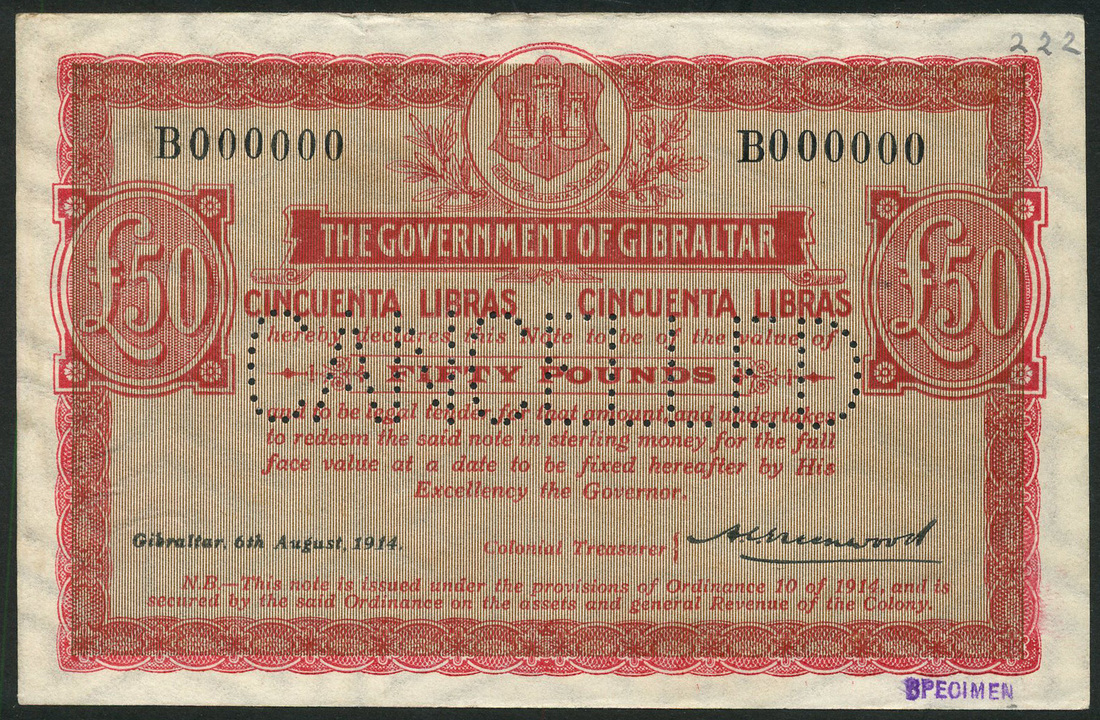 222
B000000 B000000
£50 £50
THE GOVERNMENT OF GIBRALTAR
CINCUENTA LIBRAS CINCUENTA LIBRAS
hereby declares this Note to be of the value of
CANCELLED
FIFTY POUNDS
and to be legal tender for that amount, and undertakes
to redeem the said note in sterling money for the full
face value at a date to be fixed hereafter by His
Excellency the Governor.
Gibraltar, 6th August, 1914.
Colonial Treasurer { AGreenwood
N.B.—This note is issued under the provisions of Ordinance 10 of 1914, and is
secured by the said Ordinance on the assets and general Revenue of the Colony.
SPECIMEN